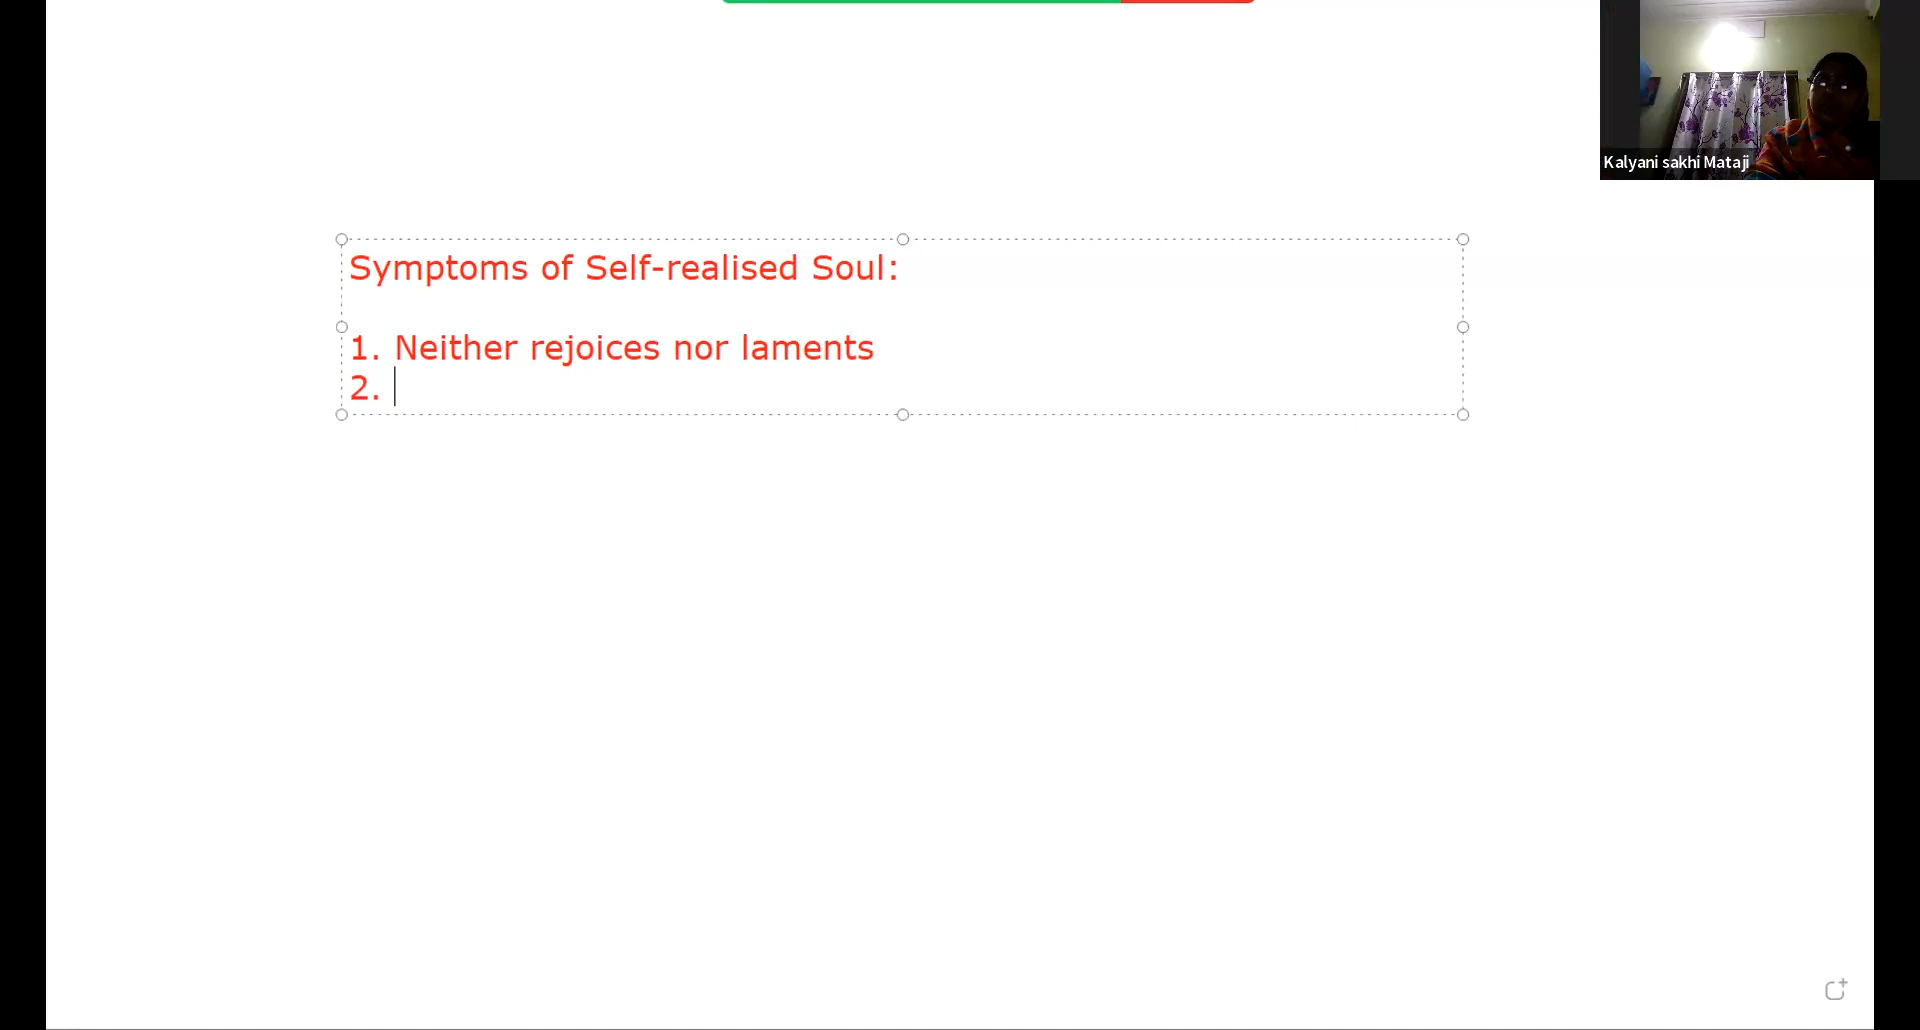 Kalyani sakhi Mataji
Symptoms of Self-realised Soul:
1. Neither rejoices nor laments
2.